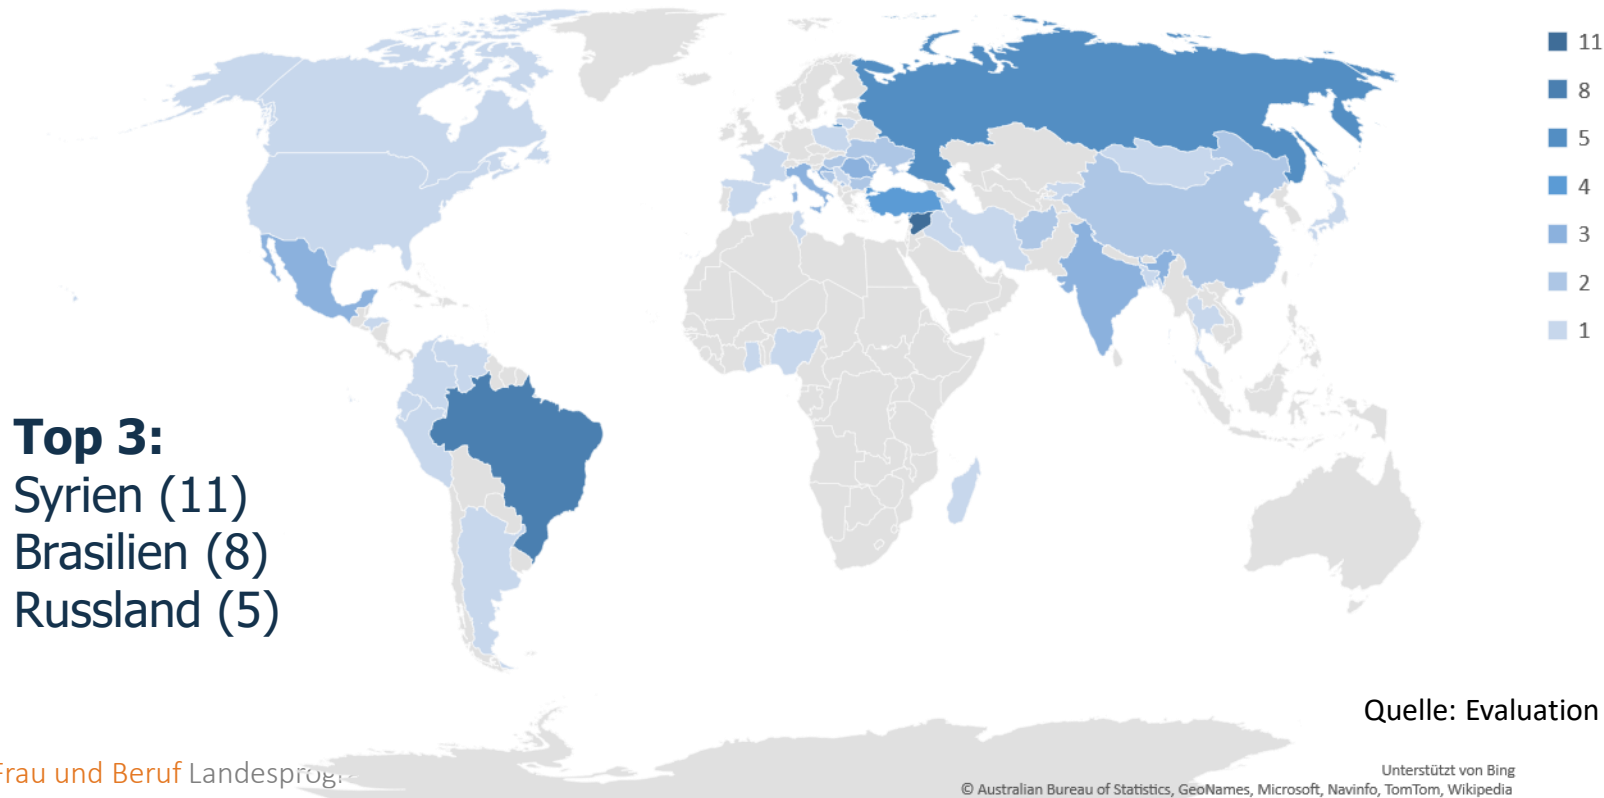 11
8
5
4
3
2
1
Top 3:
Syrien (11)
Brasilien (8)
Russland (5)
Quelle: Evaluation
Frau und Beruf
Unterstützt von Bing
© Australian Bureau of Statistics, GeoNames, Microsoft, Navinfo, TomTom, Wikipedia